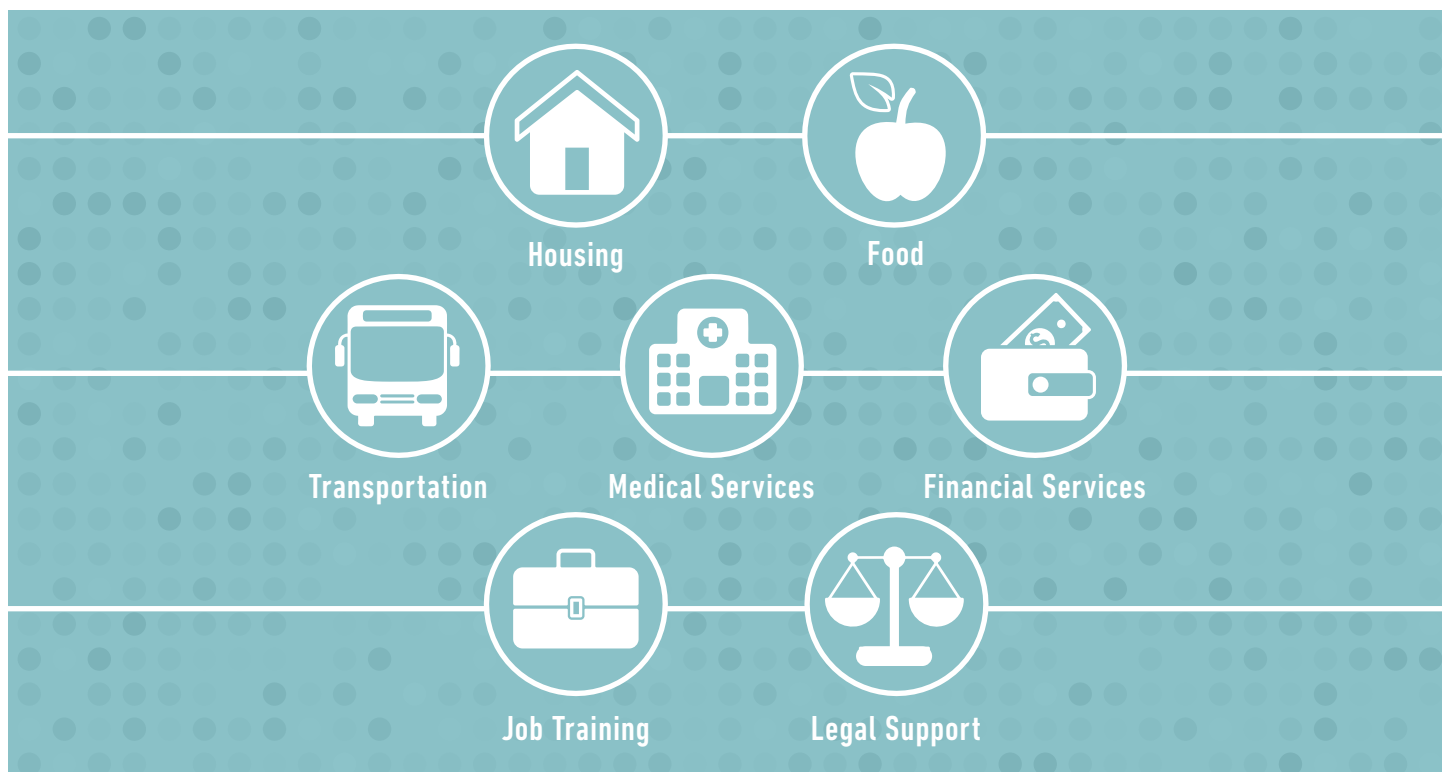 Housing
Food
Transportation
Medical Services
Financial Services
Job Training
Legal Support